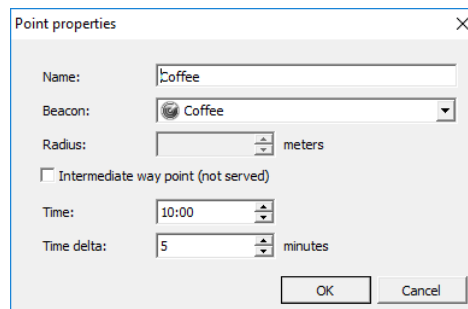 Point properties
Name: Coffee
Beacon: Coffee
Radius: meters
Intermediate way point (not served)
Time: 10:00
Time delta: 5 minutes
OK Cancel